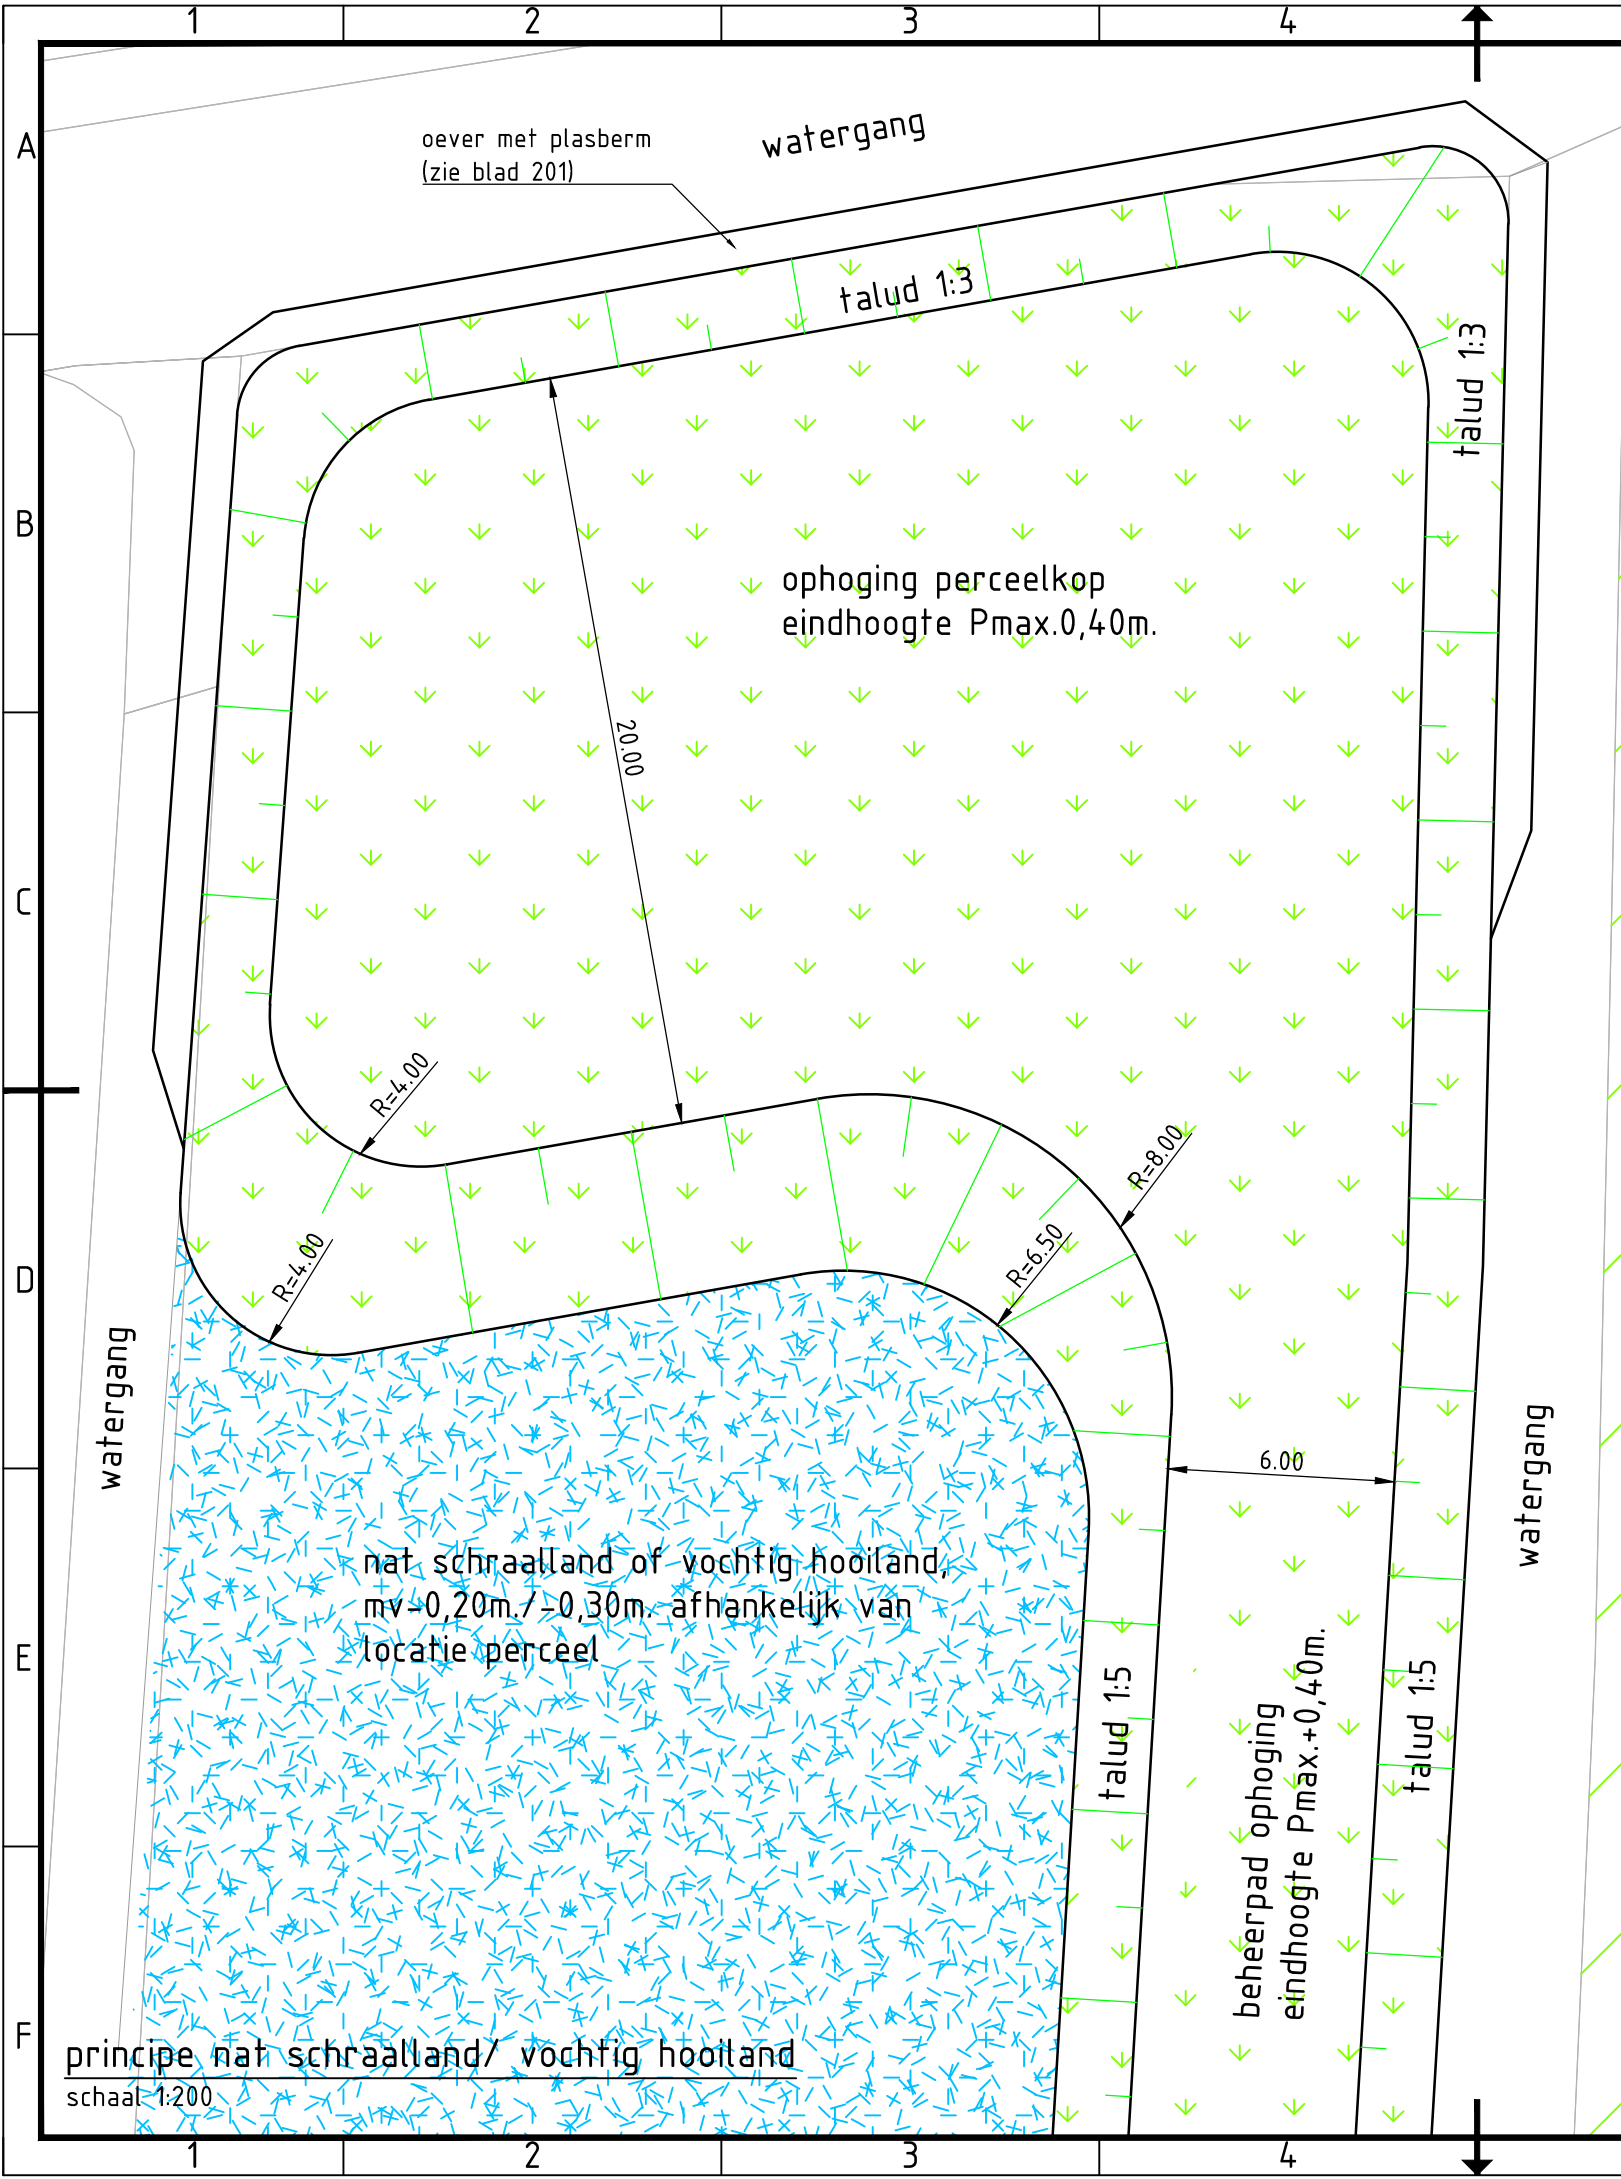 1 2 3 4
A
B
C
D
E
F
watergang
oever met plasberm
(zie blad 201)
talud 1:3
talud 1:3
ophoging perceelkop
eindhoogte Pmax.0,40m.
20.00
R=4.00
R=8.00
R=6.50
R=4.00
watergang
6.00
watergang
nat schraalland of vochtig hooiland,
mv-0,20m./-0,30m. afhankelijk van
locatie perceel
talud 1:5
beheerpad ophoging
eindhoogte Pmax.+0,40m.
talud 1:5
principe nat schraalland/ vochtig hooiland
schaal 1:200
1 2 3 4